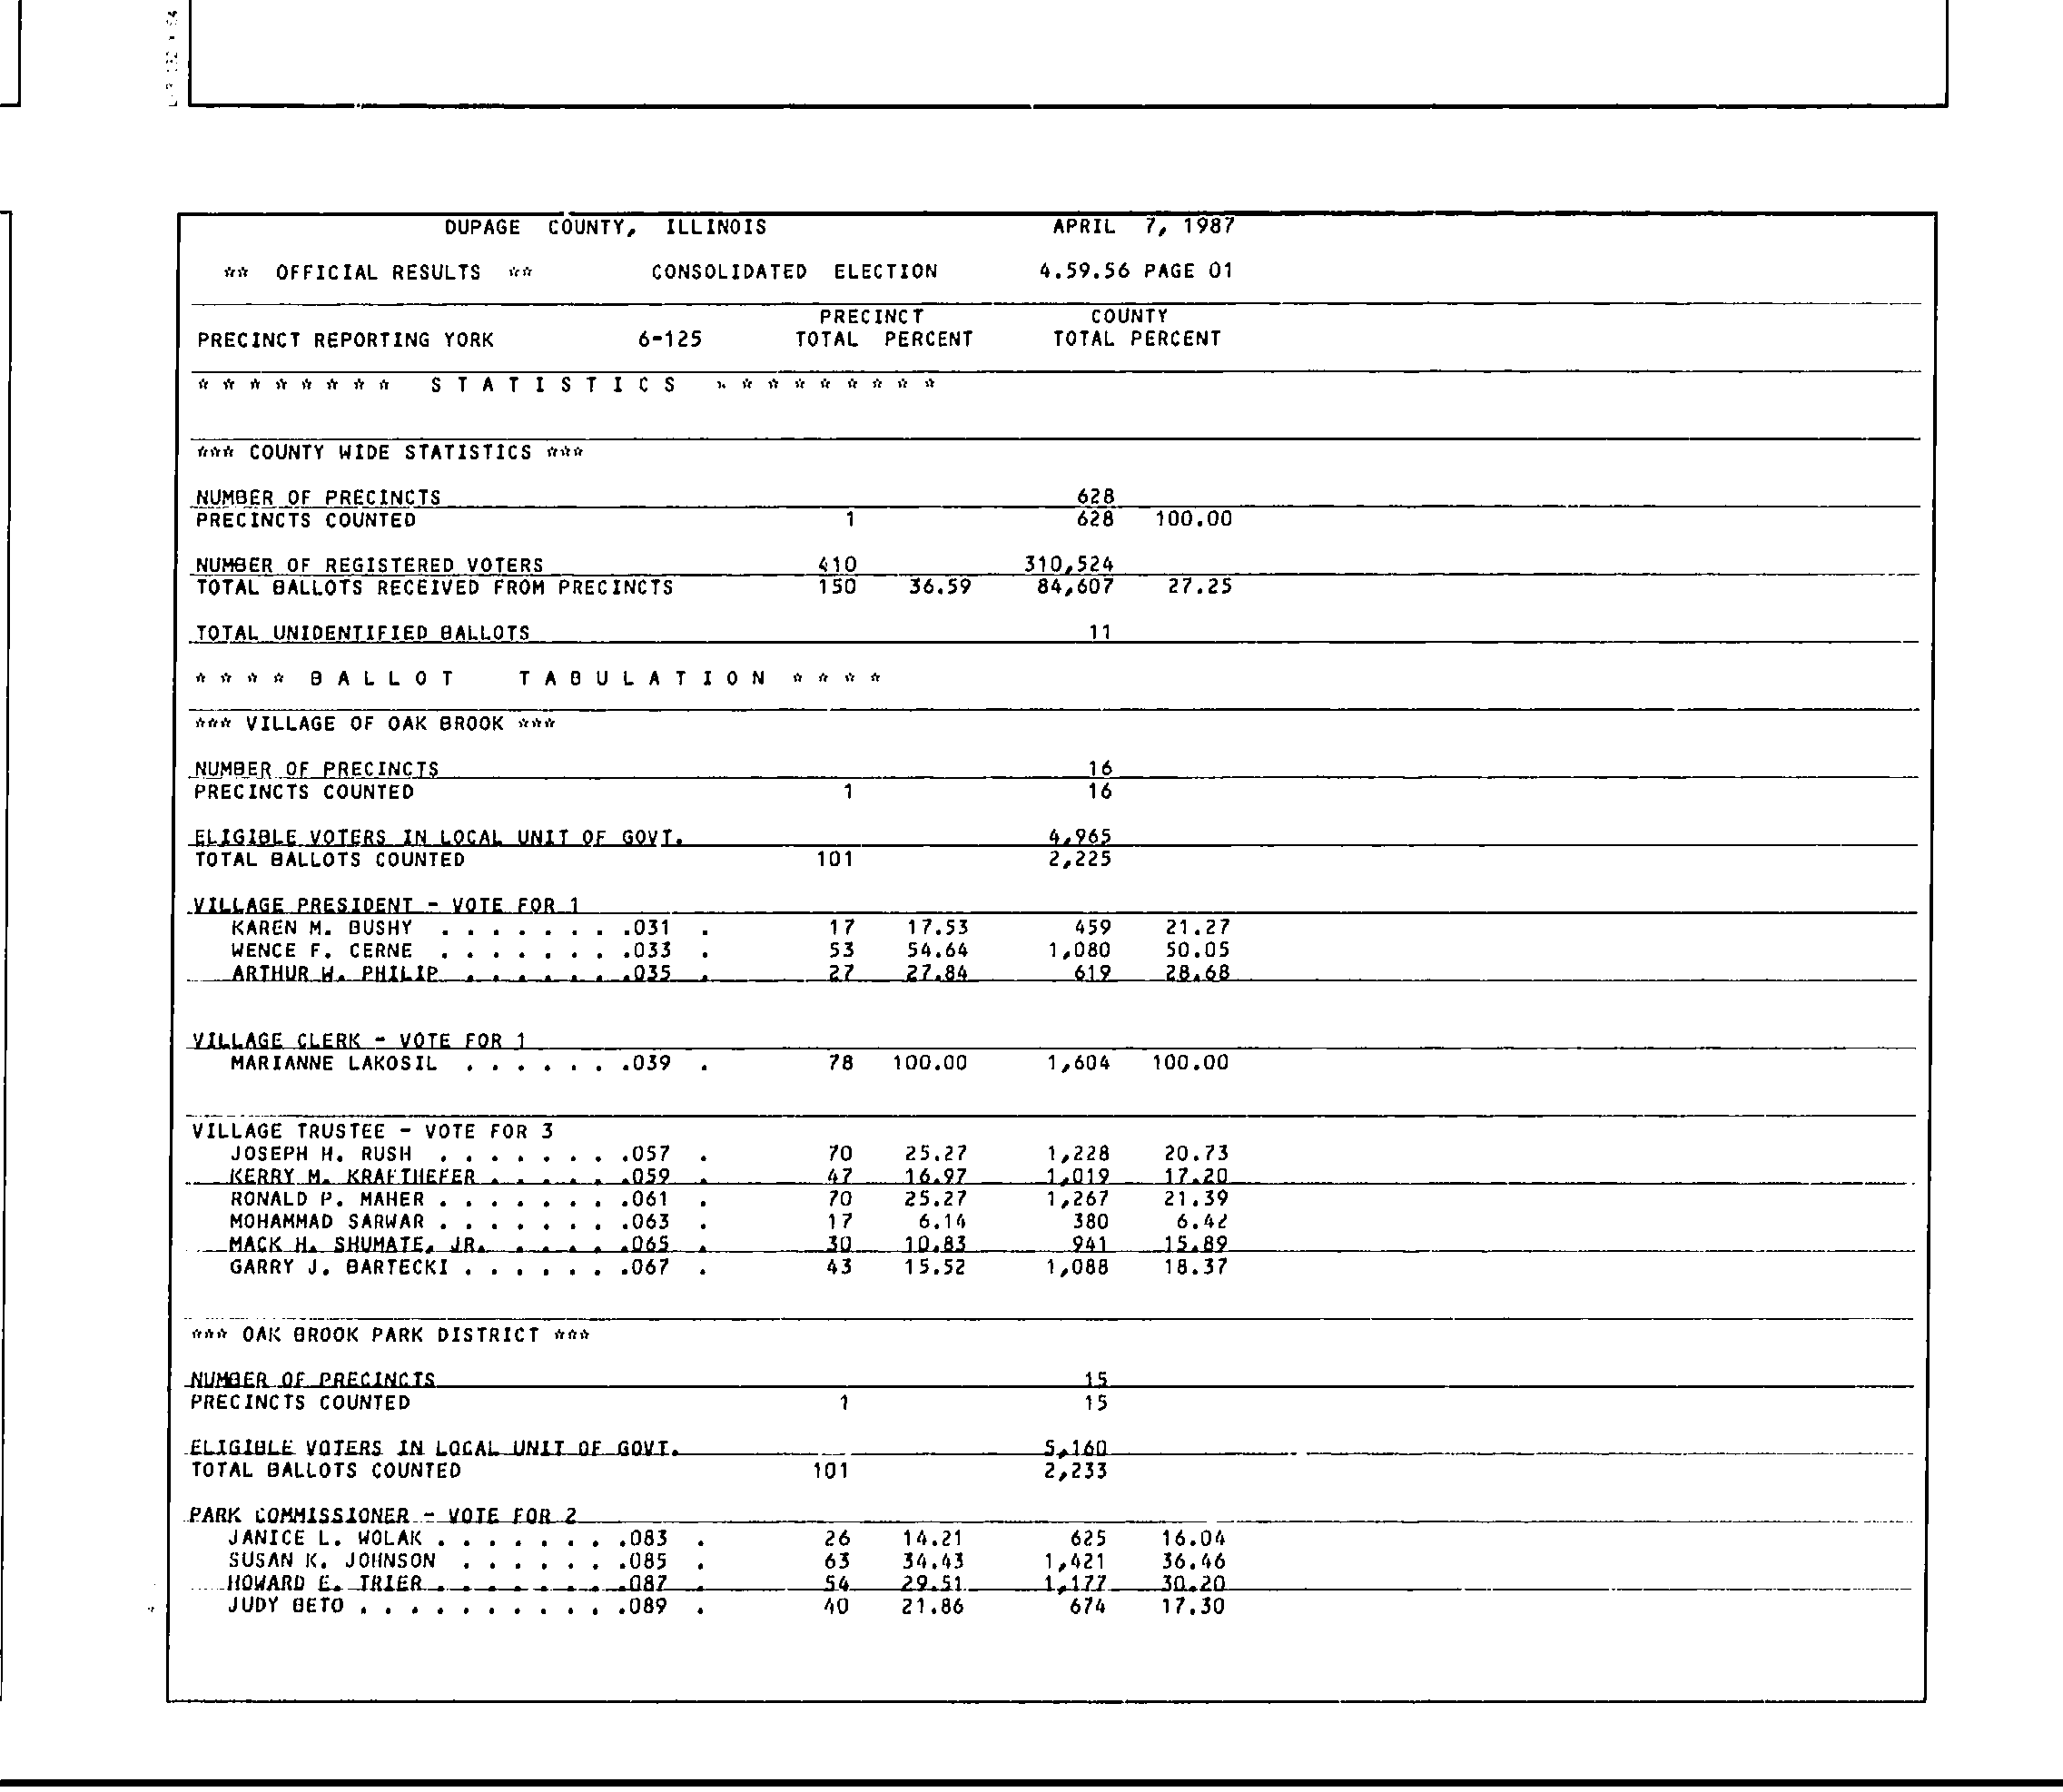 DUPAGE COUNTY, ILLINOIS APRIL 7, 1987
** OFFICIAL RESULTS ** CONSOLIDATED ELECTION 4.59.56 PAGE 01
PRECINCT COUNTY
PRECINCT REPORTING YORK 6-125 TOTAL PERCENT TOTAL PERCENT
* * * * * * * * S T A T I S T I C S * * * * * * * * *
*** COUNTY WIDE STATISTICS ***
NUMBER OF PRECINCTS 628
PRECINCTS COUNTED 1 628 100.00
NUMBER OF REGISTERED VOTERS 410 310,524
TOTAL BALLOTS RECEIVED FROM PRECINCTS 150 36.59 84,607 27.25
TOTAL UNIDENTIFIED BALLOTS 11
* * * * B A L L O T T A B U L A T I O N * * * *
*** VILLAGE OF OAK BROOK ***
NUMBER OF PRECINCTS 16
PRECINCTS COUNTED 1 16
ELIGIBLE VOTERS IN LOCAL UNIT OF GOVT. 4,965
TOTAL BALLOTS COUNTED 101 2,225
VILLAGE PRESIDENT - VOTE FOR 1
KAREN M. BUSHY . . . . . . . .031 . 17 17.53 459 21.27
WENCE F. CERNE . . . . . . . .033 . 53 54.64 1,080 50.05
ARTHUR W. PHILIP . . . . . . .035 . 27 27.84 619 28.68
VILLAGE CLERK - VOTE FOR 1
MARIANNE LAKOSIL . . . . . . .039 . 78 100.00 1,604 100.00
VILLAGE TRUSTEE - VOTE FOR 3
JOSEPH H. RUSH . . . . . . . .057 . 70 25.27 1,228 20.73
KERRY M. KRAFTHEFER . . . . . .059 . 47 16.97 1,019 17.20
RONALD P. MAHER . . . . . . . .061 . 70 25.27 1,267 21.39
MOHAMMAD SARWAR . . . . . . . .063 . 17 6.14 380 6.42
MACK H. SHUMATE, JR. . . . . .065 . 30 10.83 941 15.89
GARRY J. BARTECKI . . . . . . .067 . 43 15.52 1,088 18.37
*** OAK BROOK PARK DISTRICT ***
NUMBER OF PRECINCTS 15
PRECINCTS COUNTED 1 15
ELIGIBLE VOTERS IN LOCAL UNIT OF GOVT. 5,160
TOTAL BALLOTS COUNTED 101 2,233
PARK COMMISSIONER - VOTE FOR 2
JANICE L. WOLAK . . . . . . . .083 . 26 14.21 625 16.04
SUSAN K. JOHNSON . . . . . . .085 . 63 34.43 1,421 36.46
HOWARD E. TRIER . . . . . . . .087 . 54 29.51 1,177 30.20
JUDY BETO . . . . . . . . . . .089 . 40 21.86 674 17.30